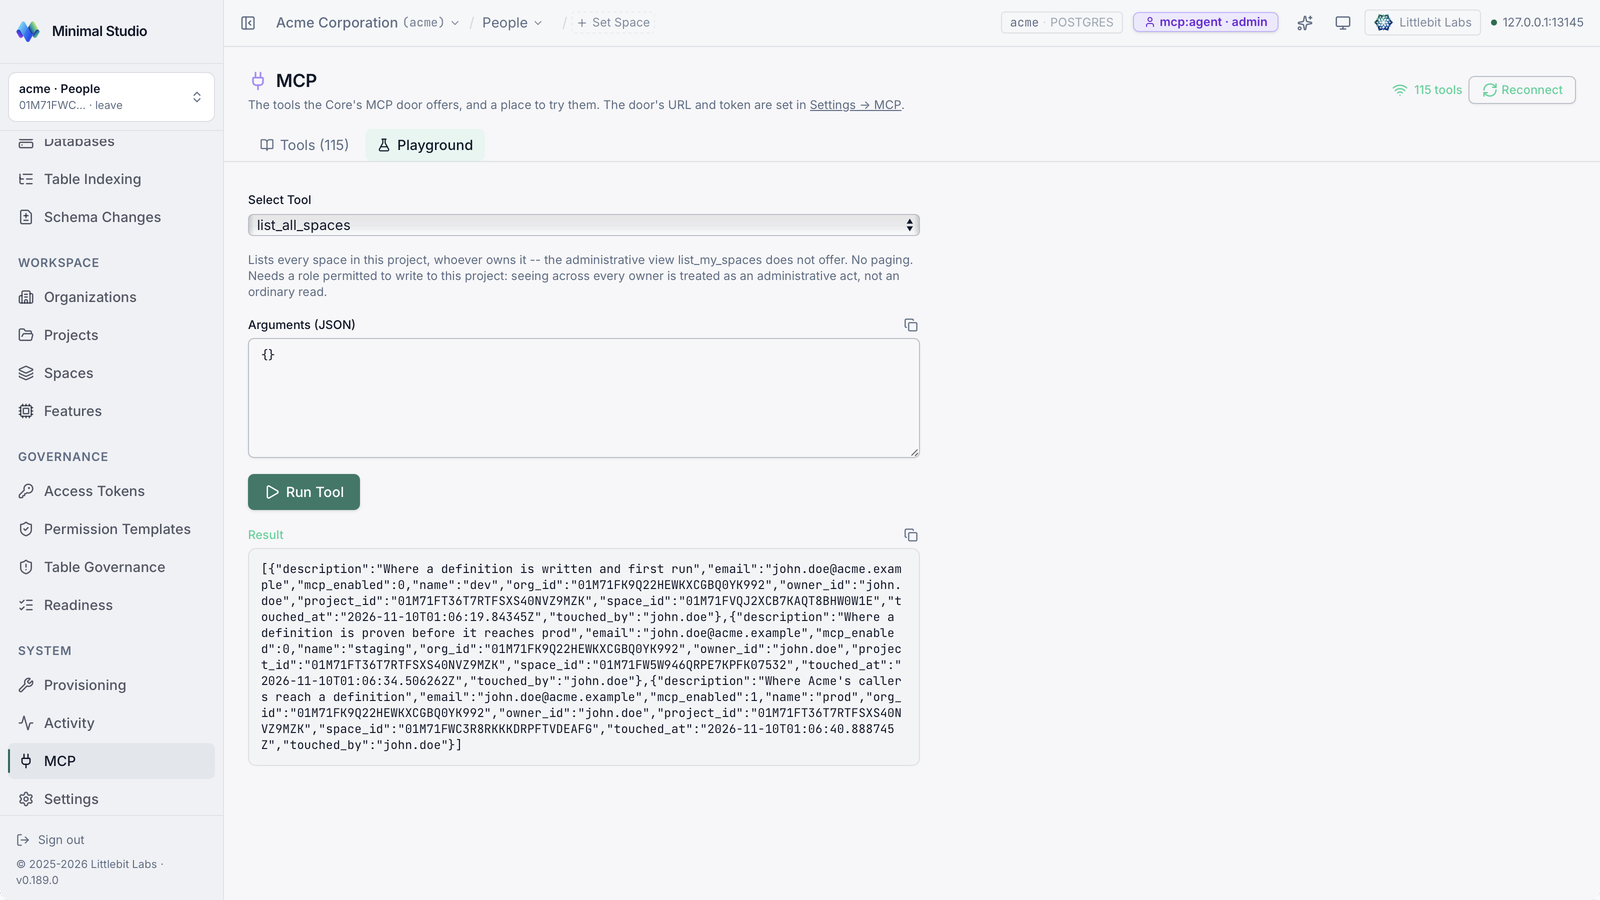 Minimal Studio
acme · People
01M71FWC... · leave
Databases
Table Indexing
Schema Changes
WORKSPACE
Organizations
Projects
Spaces
Features
GOVERNANCE
Access Tokens
Permission Templates
Table Governance
Readiness
SYSTEM
Provisioning
Activity
MCP
Settings
Sign out
© 2025-2026 Littlebit Labs ·
v0.189.0
Acme Corporation (acme) / People / + Set Space
acme · POSTGRES
mcp:agent · admin
Littlebit Labs
127.0.0.1:13145
MCP
The tools the Core's MCP door offers, and a place to try them. The door's URL and token are set in Settings → MCP.
115 tools
Reconnect
Tools (115)
Playground
Select Tool
list_all_spaces
Lists every space in this project, whoever owns it -- the administrative view list_my_spaces does not offer. No paging.
Needs a role permitted to write to this project: seeing across every owner is treated as an administrative act, not an
ordinary read.
Arguments (JSON)
{}
Run Tool
Result
[{"description":"Where a definition is written and first run","email":"john.doe@acme.exam
ple","mcp_enabled":0,"name":"dev","org_id":"01M71FK9Q22HEWKXCGBQ0YK992","owner_id":"john.
doe","project_id":"01M71FT36T7RTFSXS40NVZ9MZK","space_id":"01M71FVQJ2XCB7KAQT8BHW0W1E","t
ouched_at":"2026-11-10T01:06:19.84345Z","touched_by":"john.doe"},{"description":"Where a
definition is proven before it reaches prod","email":"john.doe@acme.example","mcp_enable
d":0,"name":"staging","org_id":"01M71FK9Q22HEWKXCGBQ0YK992","owner_id":"john.doe","projec
t_id":"01M71FT36T7RTFSXS40NVZ9MZK","space_id":"01M71FW5W946QRPE7KPFK07532","touched_at":"
2026-11-10T01:06:34.506262Z","touched_by":"john.doe"},{"description":"Where Acme's caller
s reach a definition","email":"john.doe@acme.example","mcp_enabled":1,"name":"prod","org_
id":"01M71FK9Q22HEWKXCGBQ0YK992","owner_id":"john.doe","project_id":"01M71FT36T7RTFSXS40N
VZ9MZK","space_id":"01M71FWC3R8RKKKDRPFTVDEAFG","touched_at":"2026-11-10T01:06:40.888745
Z","touched_by":"john.doe"}]